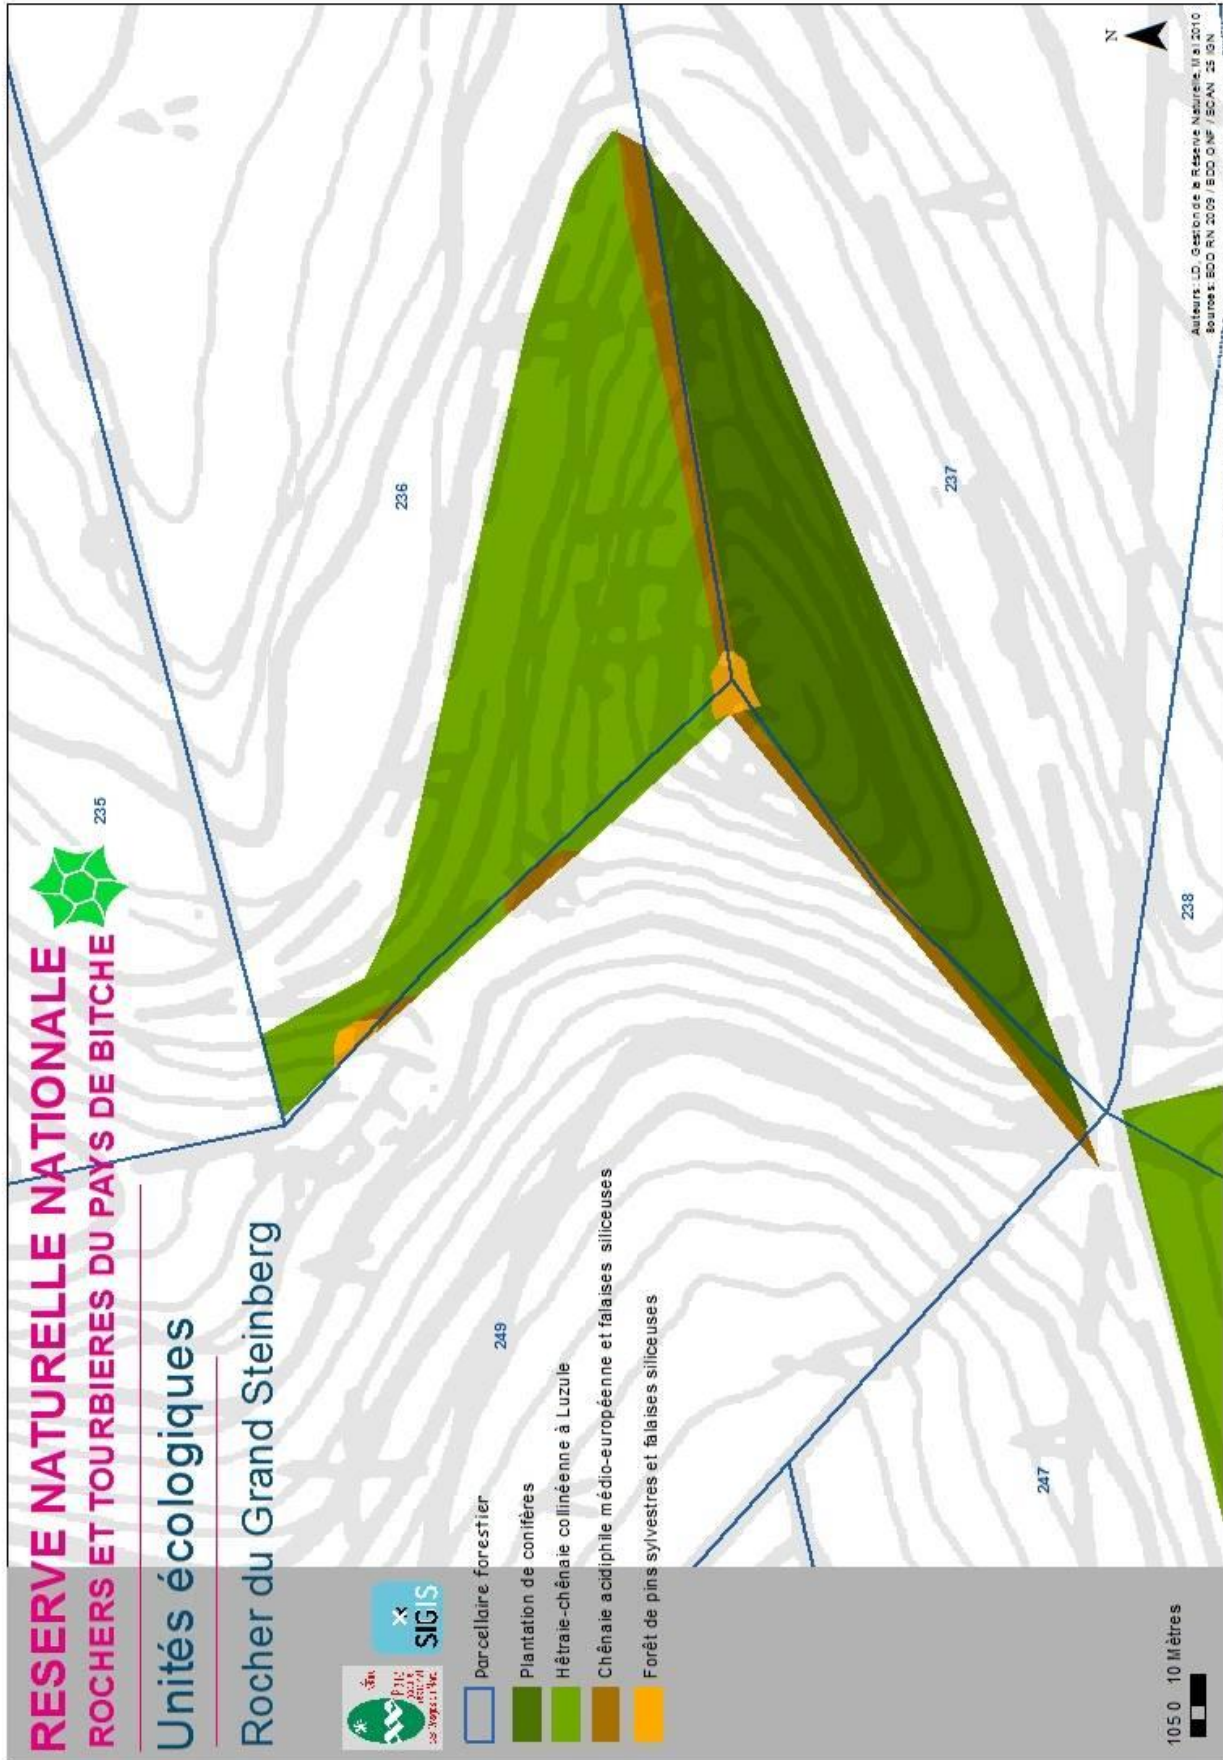 RESERVE NATURELLE NATIONALE
ROCHERS ET TOURBIERES DU PAYS DE BITCHE
Unités écologiques
Rocher du Grand Steinberg
SIGIS
Parcellaire forestier
Plantation de conifères
Hêtraie-chênaie collinéenne à Luzule
Chênaie acidiphile médio-européenne et falaises siliceuses
Forêt de pins sylvestres et falaises siliceuses
10 5 0 10 Mètres
235
236
237
238
249
247
N
Auteurs: LD, Gestion de la Réserve Naturelle, Mai 2010
Sources: BDD RN 2009 / BDD ONF / SCAN 25 IGN